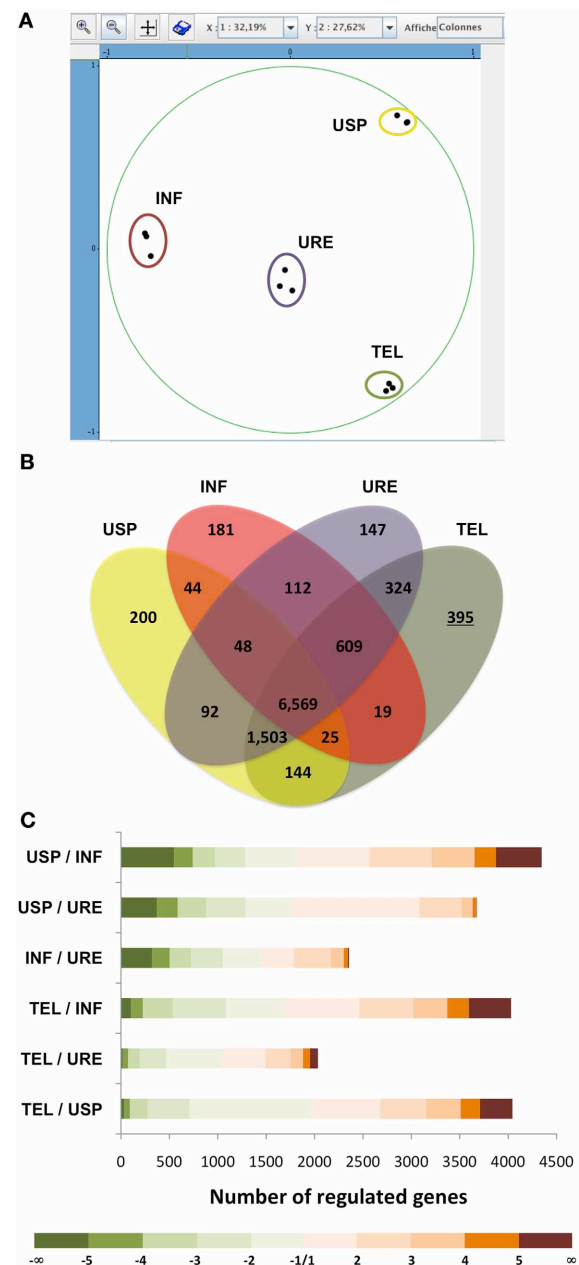 A
X : 1 : 32,19% Y : 2 : 27,62% Affiche Colonnes
-1 0 1
1
USP
INF
0
URE
TEL
-1
B
INF URE
USP TEL
181 147
44 112 324
200 395
48 609
6,569
92 19
1,503 25
144
C
USP / INF
USP / URE
INF / URE
TEL / INF
TEL / URE
TEL / USP
0 500 1000 1500 2000 2500 3000 3500 4000 4500
Number of regulated genes
-∞ -5 -4 -3 -2 -1/1 2 3 4 5 ∞